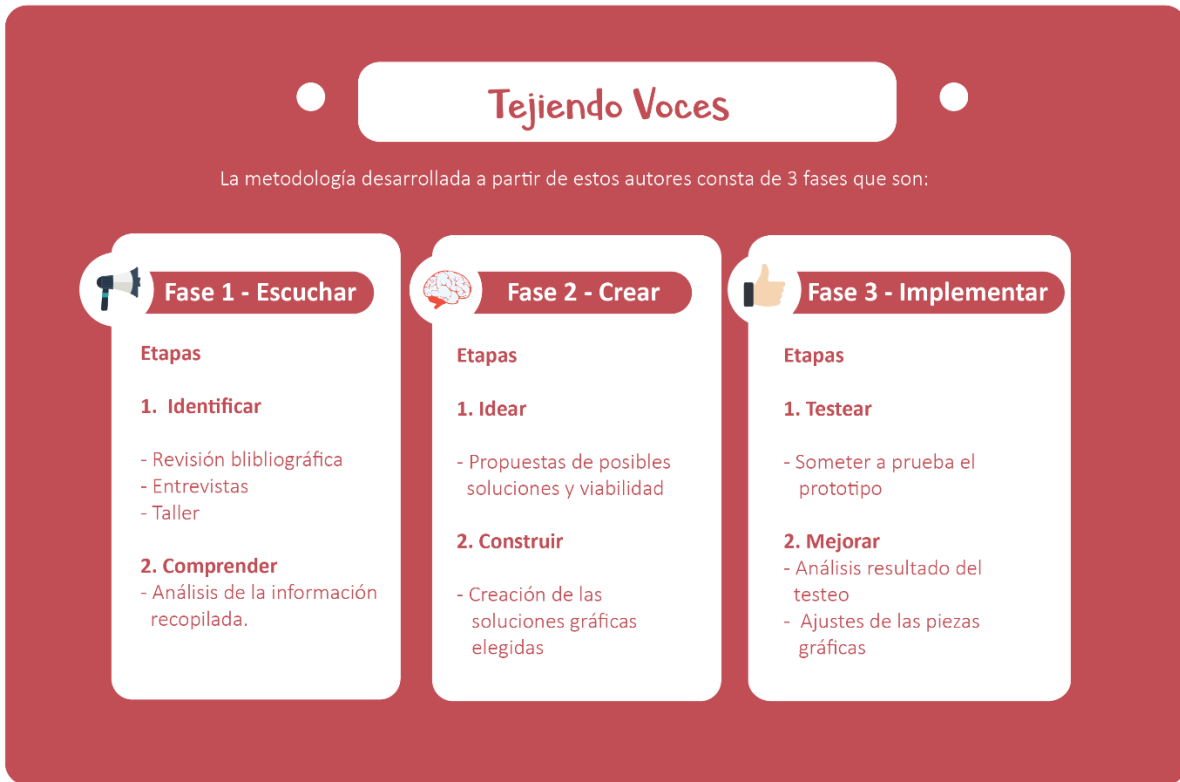 Tejiendo Voces
La metodología desarrollada a partir de estos autores consta de 3 fases que son:
Fase 1 - Escuchar
Etapas
1. Identificar
- Revisión blibliográfica
- Entrevistas
- Taller
2. Comprender
- Análisis de la información
recopilada.
Fase 2 - Crear
Etapas
1. Idear
- Propuestas de posibles
soluciones y viabilidad
2. Construir
- Creación de las
soluciones gráficas
elegidas
Fase 3 - Implementar
Etapas
1. Testear
- Someter a prueba el
prototipo
2. Mejorar
- Análisis resultado del
testeo
- Ajustes de las piezas
gráficas